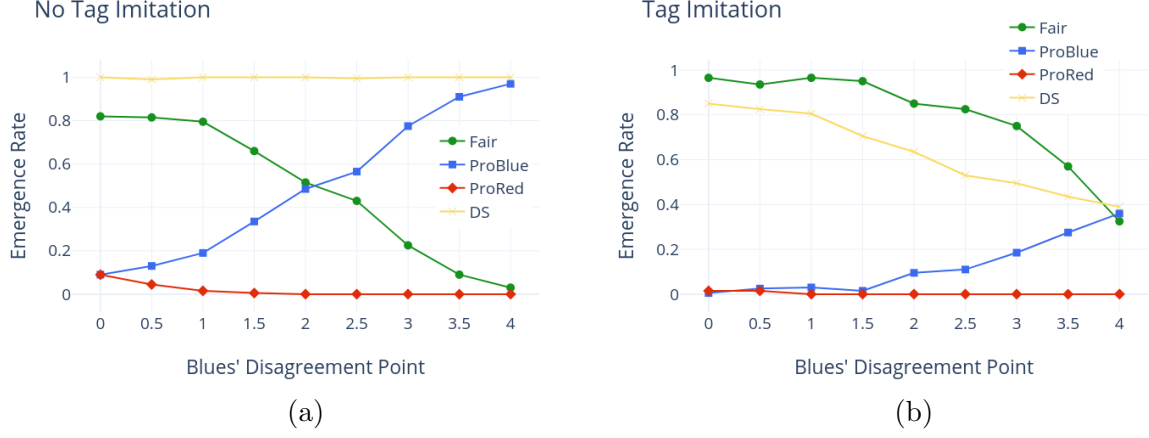 No Tag Imitation
1
0.8
0.6
0.4
0.2
0
Emergence Rate
Fair
ProBlue
ProRed
DS
0 0.5 1 1.5 2 2.5 3 3.5 4
Blues' Disagreement Point
(a)
Tag Imitation
Fair
ProBlue
ProRed
DS
1
0.8
0.6
0.4
0.2
0
Emergence Rate
0 0.5 1 1.5 2 2.5 3 3.5 4
Blues' Disagreement Point
(b)